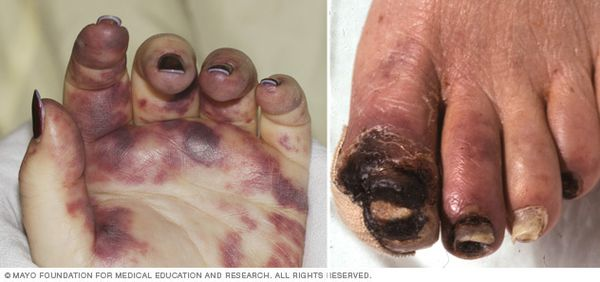 © MAYO FOUNDATION FOR MEDICAL EDUCATION AND RESEARCH. ALL RIGHTS RESERVED.